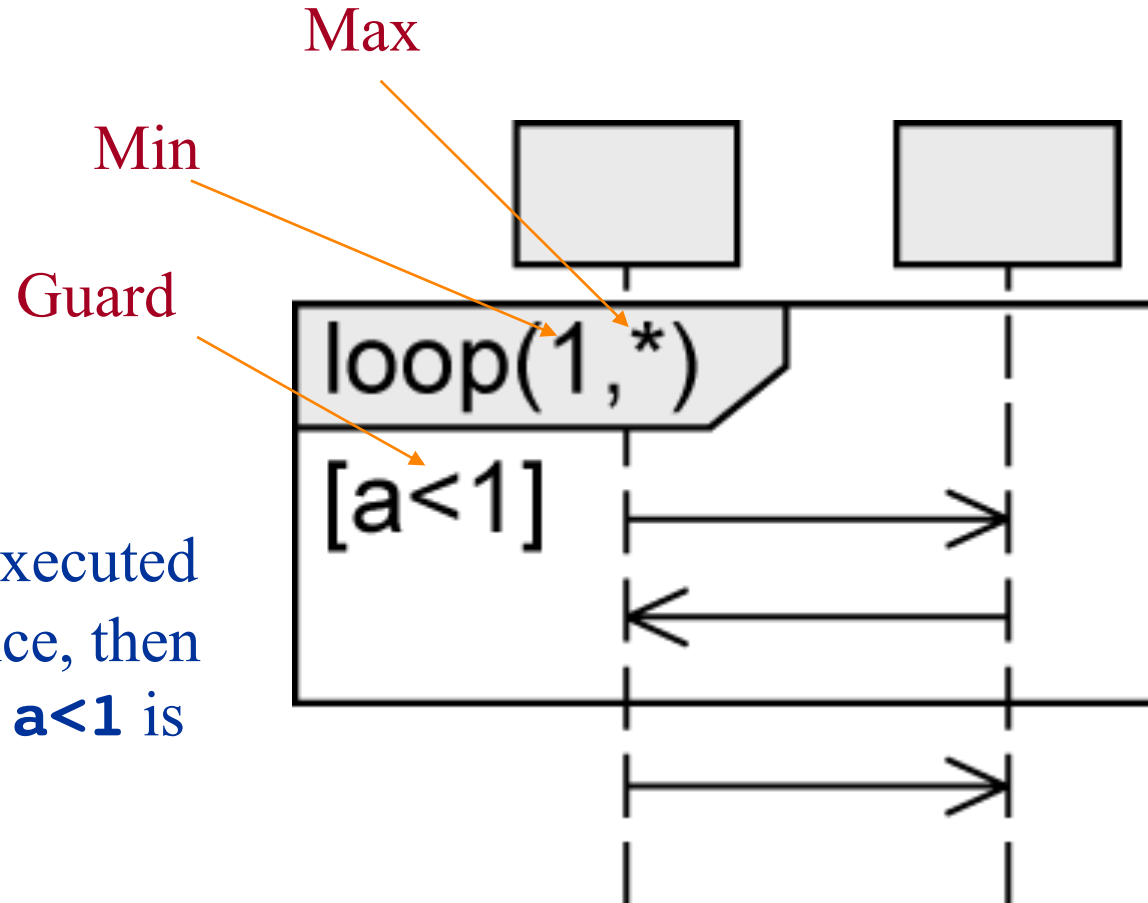 Max
Min
Guard
loop(1,*)
[a<1]
xecuted
ce, then
a<1 is